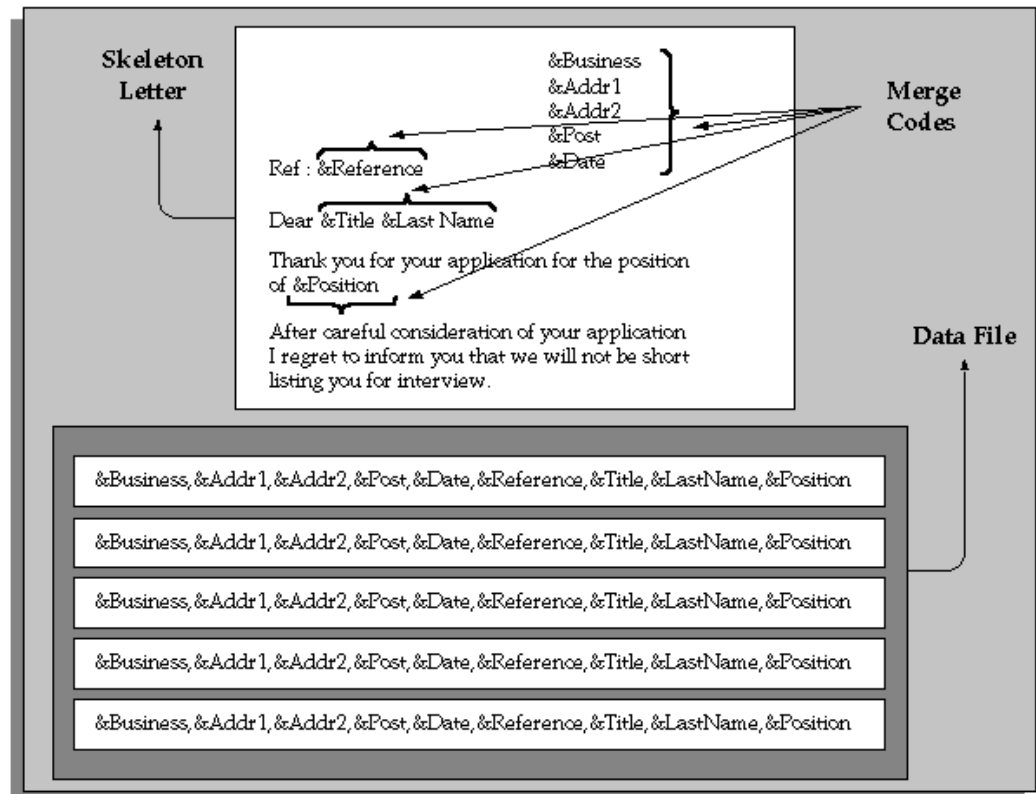 Skeleton
Letter
&Business
&Addr1
&Addr2
&Post
&Date
Merge
Codes
Ref : &Reference
Dear &Title &Last Name
Thank you for your application for the position
of &Position
After careful consideration of your application
I regret to inform you that we will not be short
listing you for interview.
Data File
&Business, &Addr1, &Addr2, &Post, &Date, &Reference, &Title, &LastName, &Position
&Business, &Addr1, &Addr2, &Post, &Date, &Reference, &Title, &LastName, &Position
&Business, &Addr1, &Addr2, &Post, &Date, &Reference, &Title, &LastName, &Position
&Business, &Addr1, &Addr2, &Post, &Date, &Reference, &Title, &LastName, &Position
&Business, &Addr1, &Addr2, &Post, &Date, &Reference, &Title, &LastName, &Position